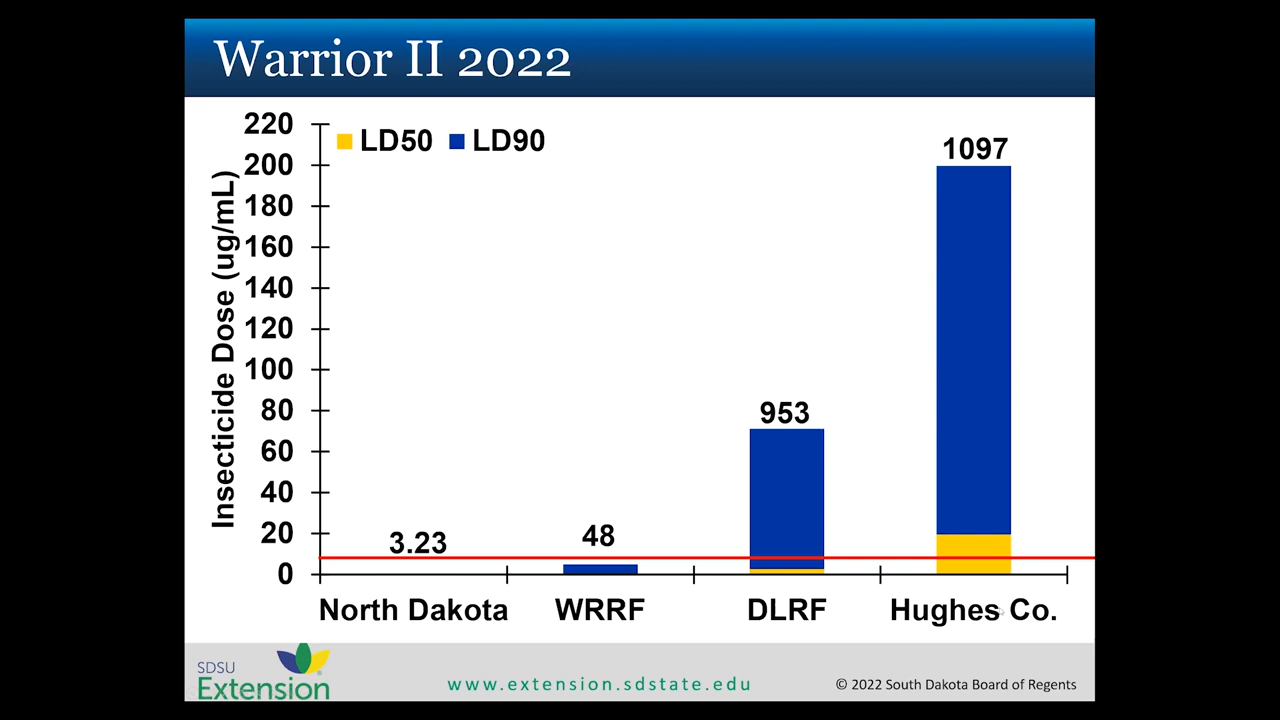 Warrior II 2022
LD50 LD90
Insecticide Dose (ug/mL)
220
200
180
160
140
120
100
80
60
40
20
0
3.23
48
953
1097
North Dakota WRRF DLRF Hughes Co.
SDSU
Extension
www.extension.sdstate.edu
© 2022 South Dakota Board of Regents